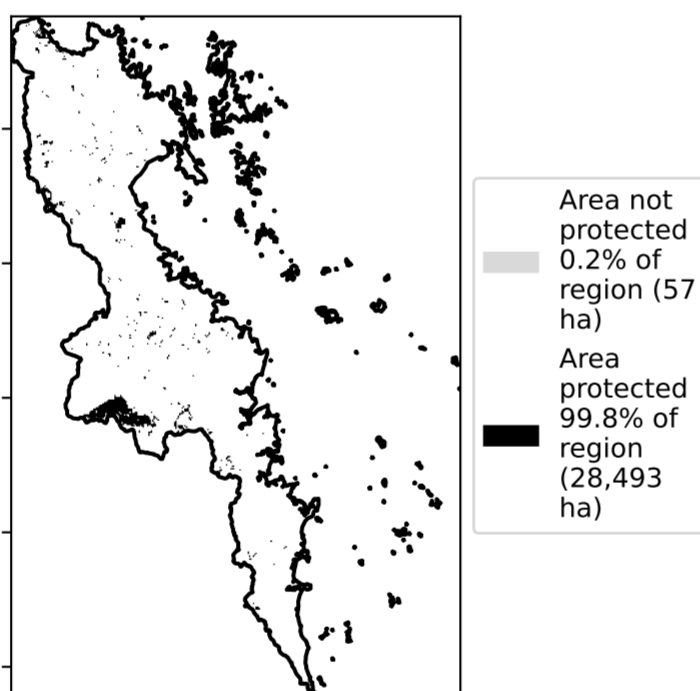 Area not
protected
0.2% of
region (57
ha)
Area
protected
99.8% of
region
(28,493
ha)